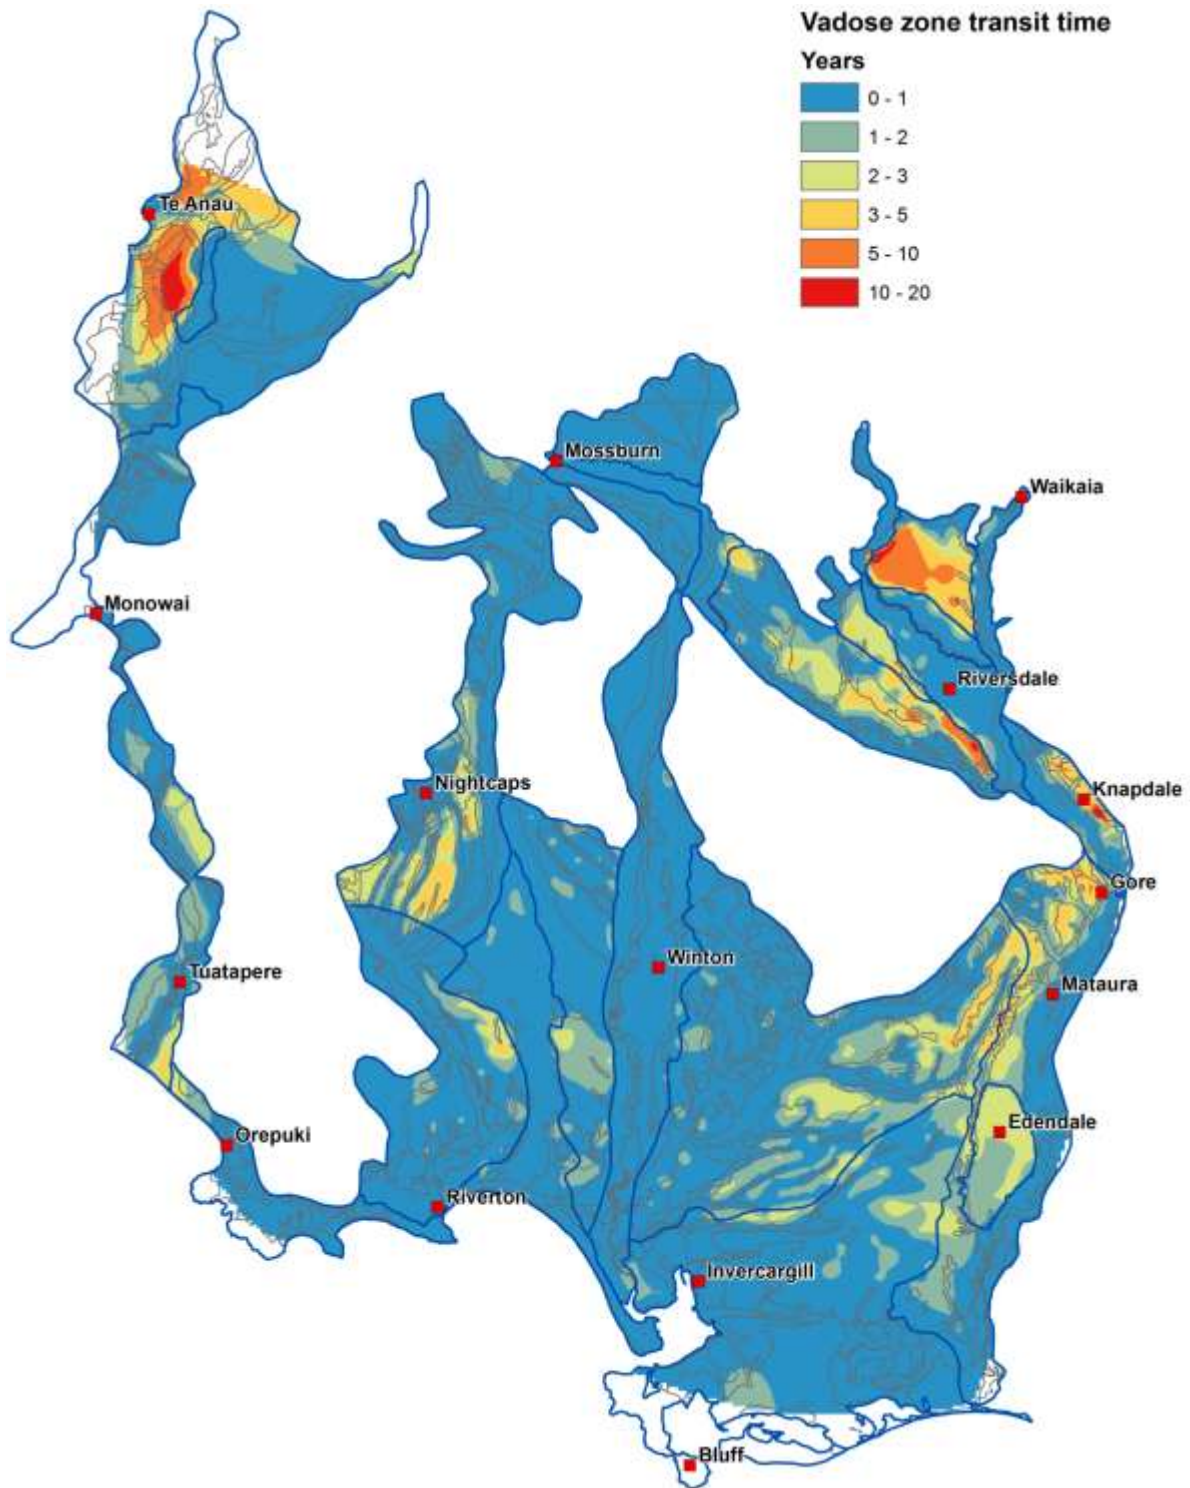 Vadose zone transit time
Years
0 - 1
1 - 2
2 - 3
3 - 5
5 - 10
10 - 20
Te Anau
Mossburn
Waikaia
Monowai
Riversdale
Nightcaps
Knapdale
Gore
Winton
Tuatapere
Mataura
Edendale
Orepuki
Riverton
Invercargill
Bluff